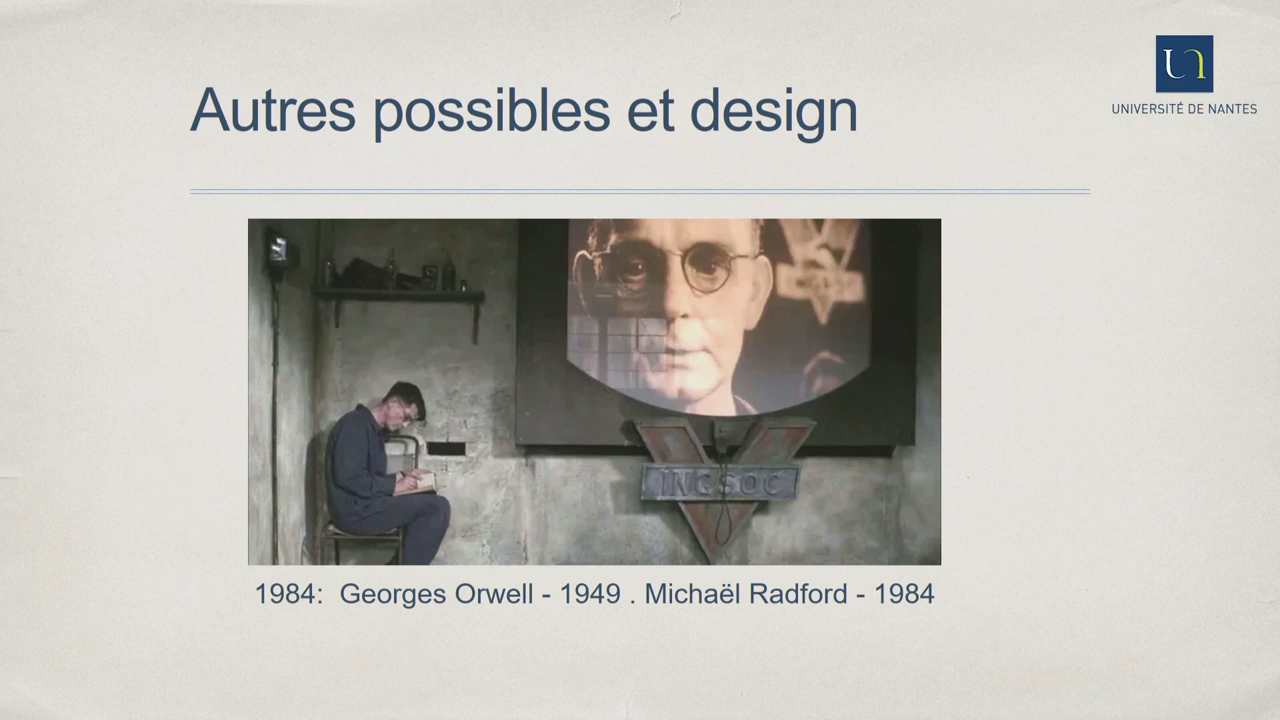 UNIVERSITÉ DE NANTES
Autres possibles et design
INGSOC
1984:  Georges Orwell - 1949 . Michaël Radford - 1984